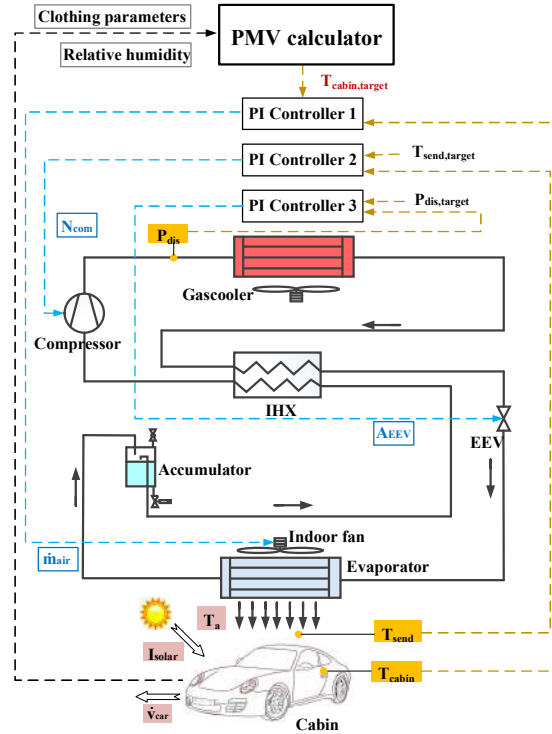 Clothing parameters
Relative humidity
PMV calculator
T_cabin,target
PI Controller 1
PI Controller 2
T_send,target
PI Controller 3
P_dis,target
N_com
P_dis
Gascooler
Compressor
IHX
A_EEV
EEV
Accumulator
Indoor fan
ṁ_air
Evaporator
T_a
T_send
I_solar
T_cabin
v̇_car
Cabin